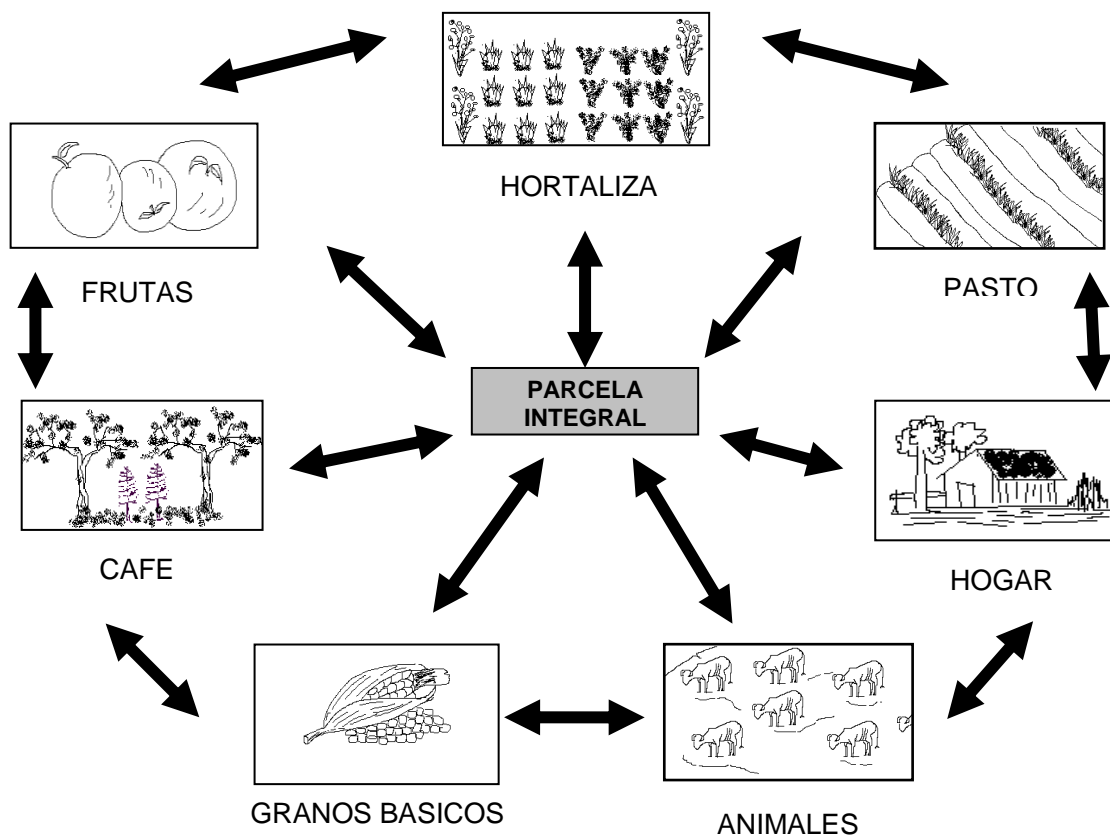 HORTALIZA
FRUTAS
PASTO
PARCELA
INTEGRAL
CAFE
HOGAR
GRANOS BASICOS
ANIMALES